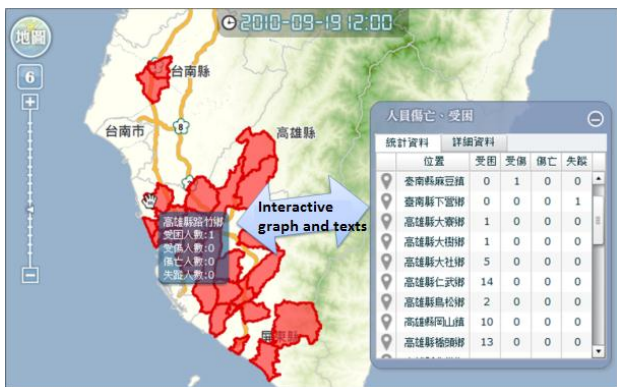 地圖
2010-09-19 12:00
6
台南縣
台南市
8
高雄縣
高雄縣路竹鄉
受困人數:1
受傷人數:0
傷亡人數:0
失蹤人數:0
屏東縣
Interactive
graph and texts
人員傷亡、受困
統計資料 詳細資料
位置 受困 受傷 傷亡 失蹤
臺南縣麻豆鎮 0 1 0 0
臺南縣下營鄉 0 0 0 1
高雄縣大寮鄉 1 0 0 0
高雄縣大樹鄉 1 0 0 0
高雄縣大社鄉 5 0 0 0
高雄縣仁武鄉 14 0 0 0
高雄縣鳥松鄉 2 0 0 0
高雄縣岡山鎮 10 0 0 0
高雄縣橋頭鄉 13 0 0 0